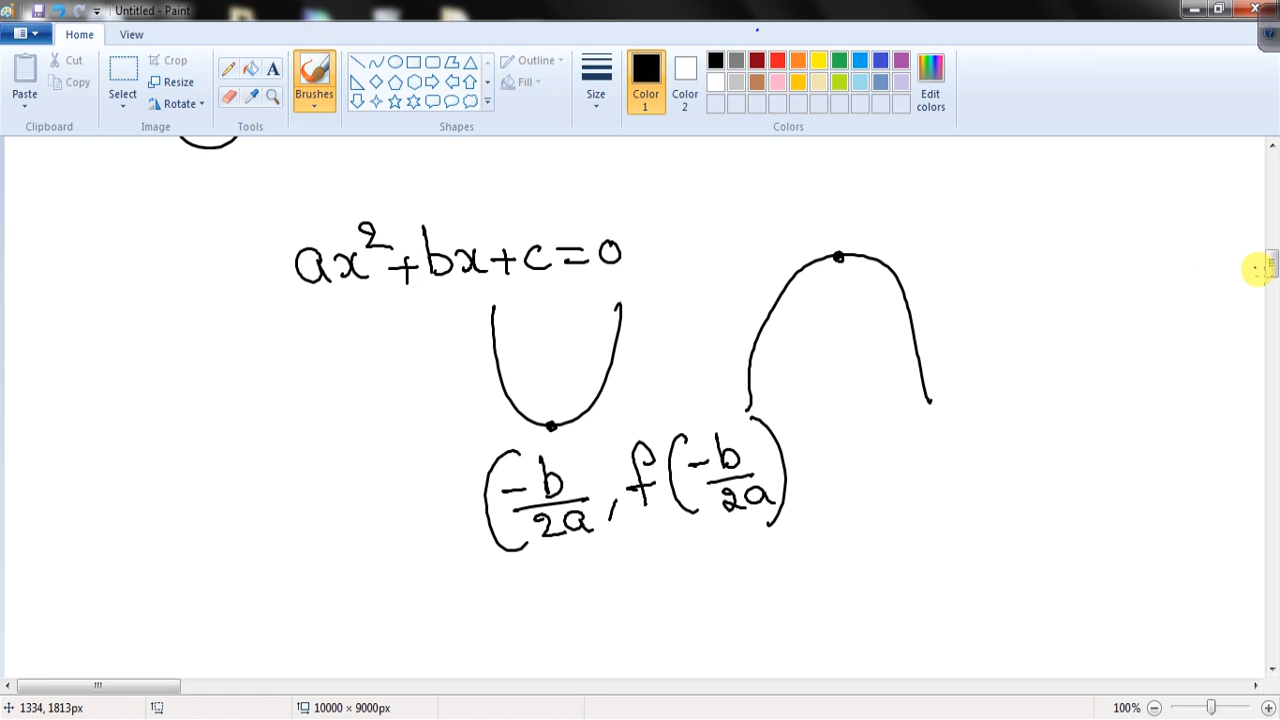 Untitled - Paint
Home View
Paste
Cut
Copy
Clipboard
Select
Crop
Resize
Rotate
Image
A
Tools
Brushes
Shapes
Outline
Fill
Size
Color 1
Color 2
Edit colors
Colors
ax²+bx+c=0
(-b/2a, f(-b/2a)
1334, 1813px
10000 × 9000px
100%